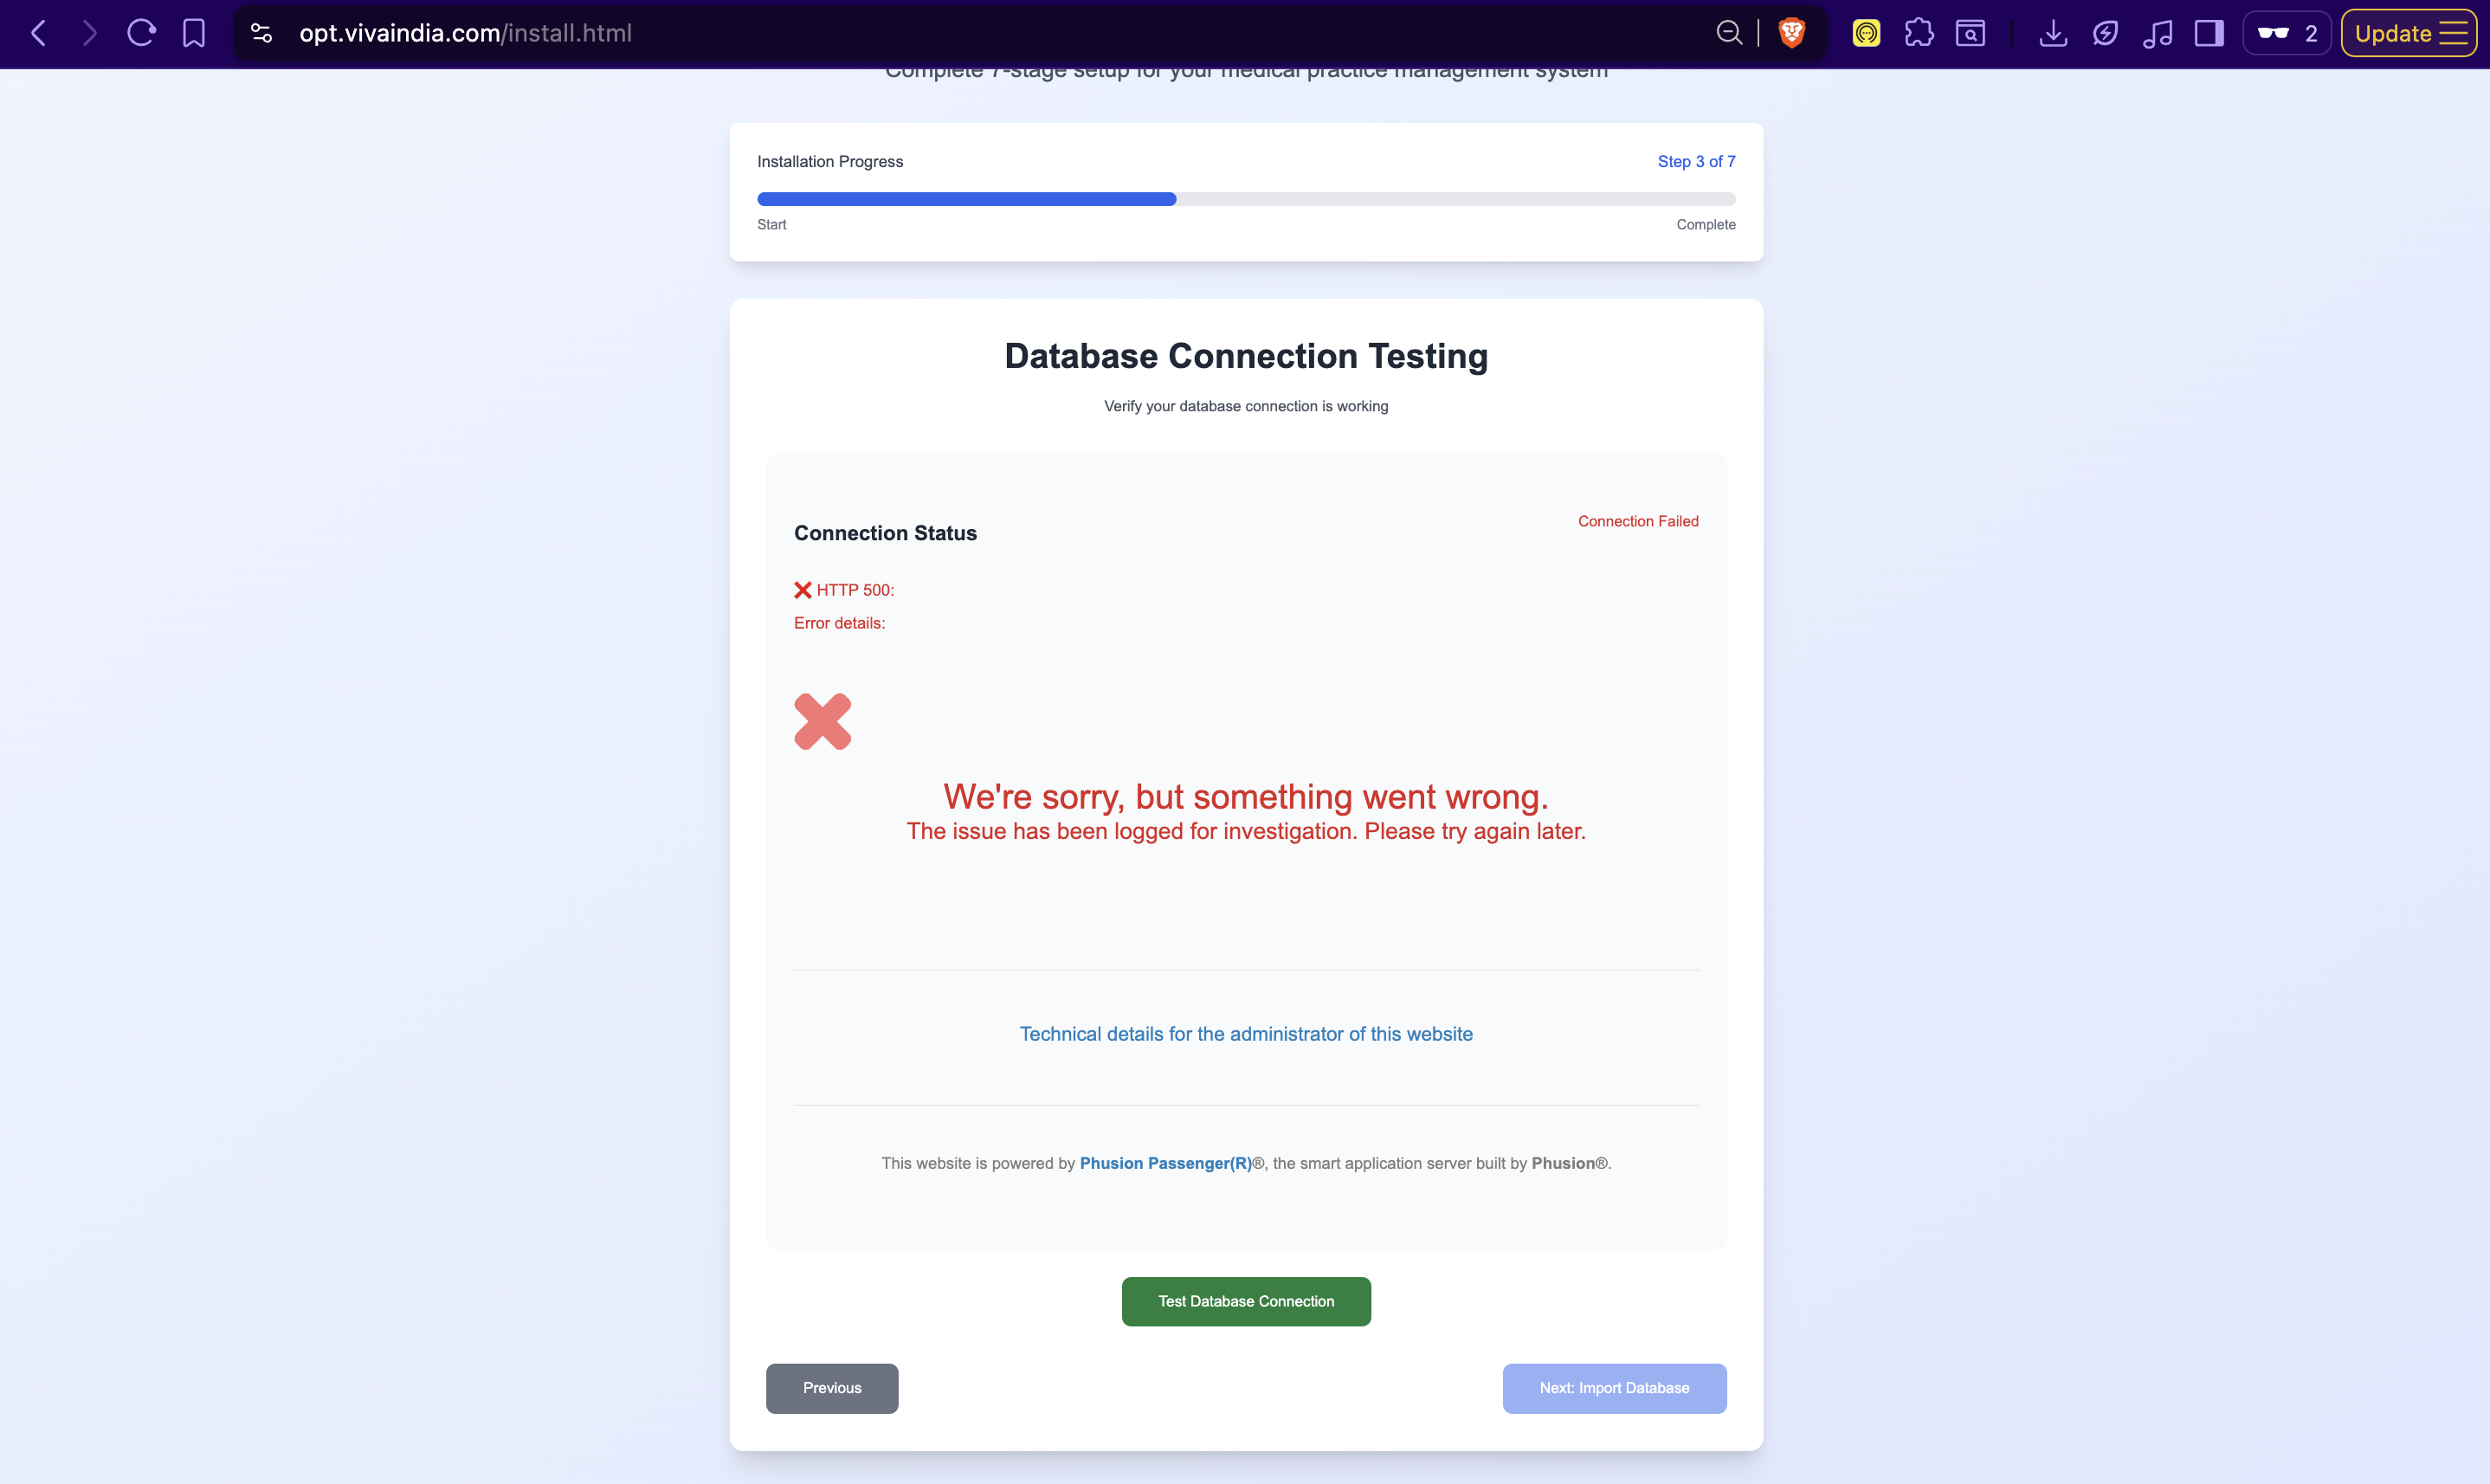 opt.vivaindia.com/install.html
2
Update
Complete 7-stage setup for your medical practice management system
Installation Progress
Step 3 of 7
Start
Complete
Database Connection Testing
Verify your database connection is working
Connection Status
Connection Failed
❌ HTTP 500:
Error details:
We're sorry, but something went wrong.
The issue has been logged for investigation. Please try again later.
Technical details for the administrator of this website
This website is powered by Phusion Passenger(R)®, the smart application server built by Phusion®.
Test Database Connection
Previous
Next: Import Database